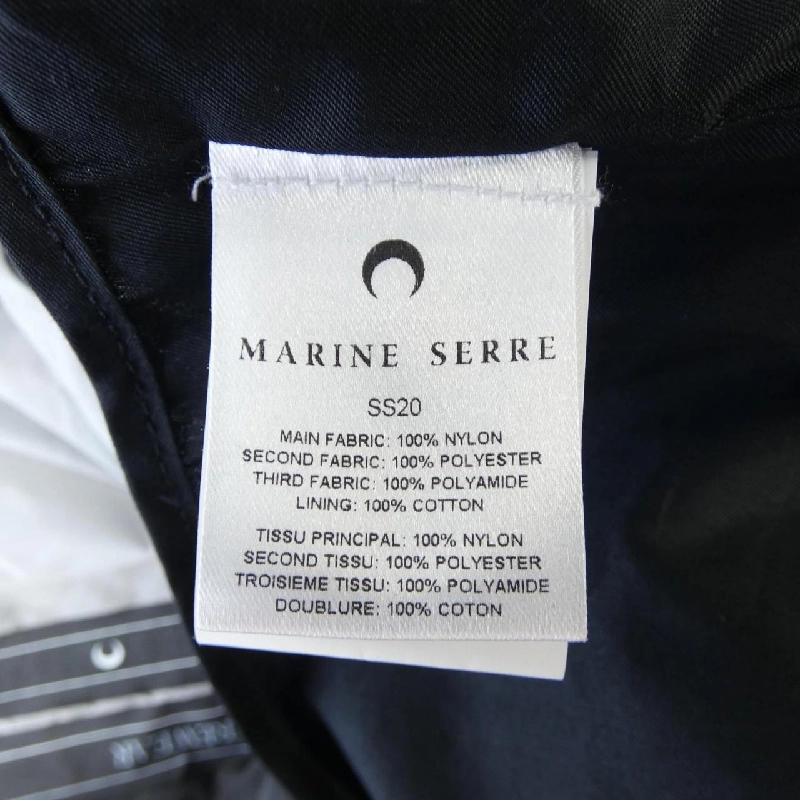 MARINE SERRE
SS20
MAIN FABRIC: 100% NYLON
SECOND FABRIC: 100% POLYESTER
THIRD FABRIC: 100% POLYAMIDE
LINING: 100% COTTON
TISSU PRINCIPAL: 100% NYLON
SECOND TISSU: 100% POLYESTER
TROISIEME TISSU: 100% POLYAMIDE
DOUBLURE: 100% COTON